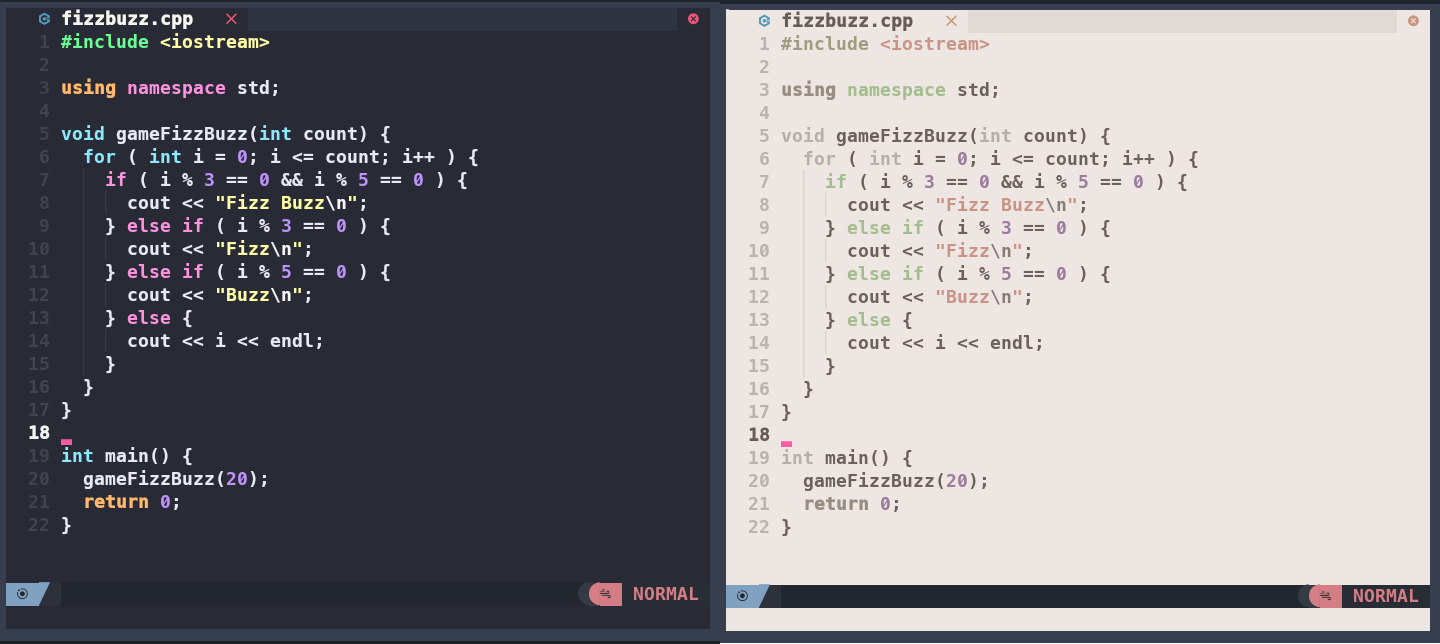 fizzbuzz.cpp
1 #include <iostream>
2
3 using namespace std;
4
5 void gameFizzBuzz(int count) {
6   for ( int i = 0; i <= count; i++ ) {
7     if ( i % 3 == 0 && i % 5 == 0 ) {
8       cout << "Fizz Buzz\n";
9     } else if ( i % 3 == 0 ) {
10       cout << "Fizz\n";
11     } else if ( i % 5 == 0 ) {
12       cout << "Buzz\n";
13     } else {
14       cout << i << endl;
15     }
16   }
17 }
18
19 int main() {
20   gameFizzBuzz(20);
21   return 0;
22 }
NORMAL
fizzbuzz.cpp
1 #include <iostream>
2
3 using namespace std;
4
5 void gameFizzBuzz(int count) {
6   for ( int i = 0; i <= count; i++ ) {
7     if ( i % 3 == 0 && i % 5 == 0 ) {
8       cout << "Fizz Buzz\n";
9     } else if ( i % 3 == 0 ) {
10       cout << "Fizz\n";
11     } else if ( i % 5 == 0 ) {
12       cout << "Buzz\n";
13     } else {
14       cout << i << endl;
15     }
16   }
17 }
18
19 int main() {
20   gameFizzBuzz(20);
21   return 0;
22 }
NORMAL